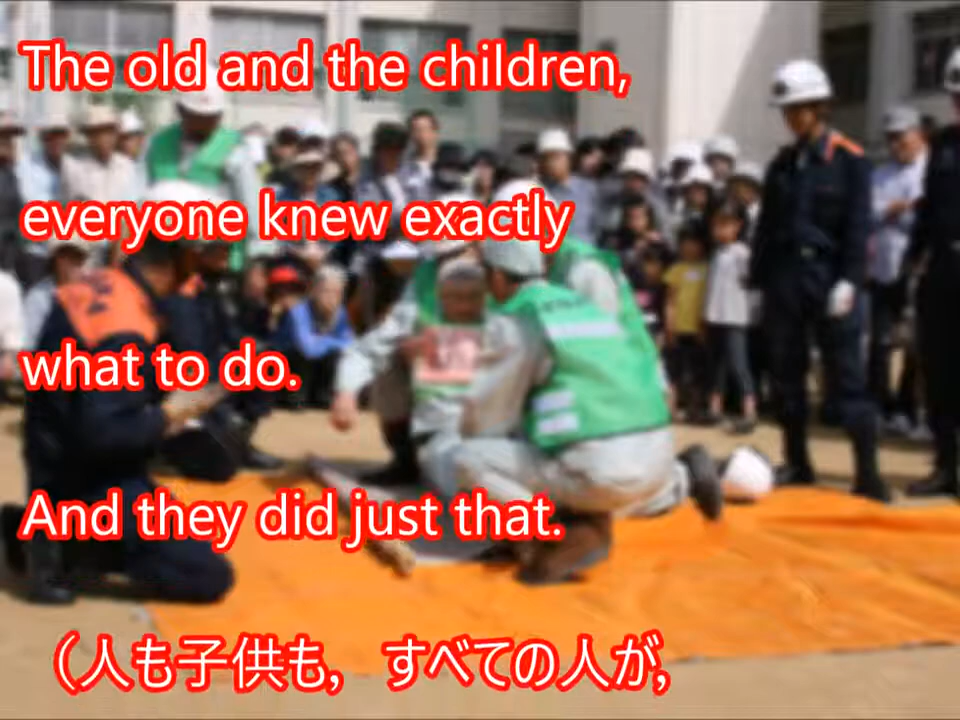 The old and the children,
everyone knew exactly
what to do.
And they did just that.
（人も子供も，すべての人が，